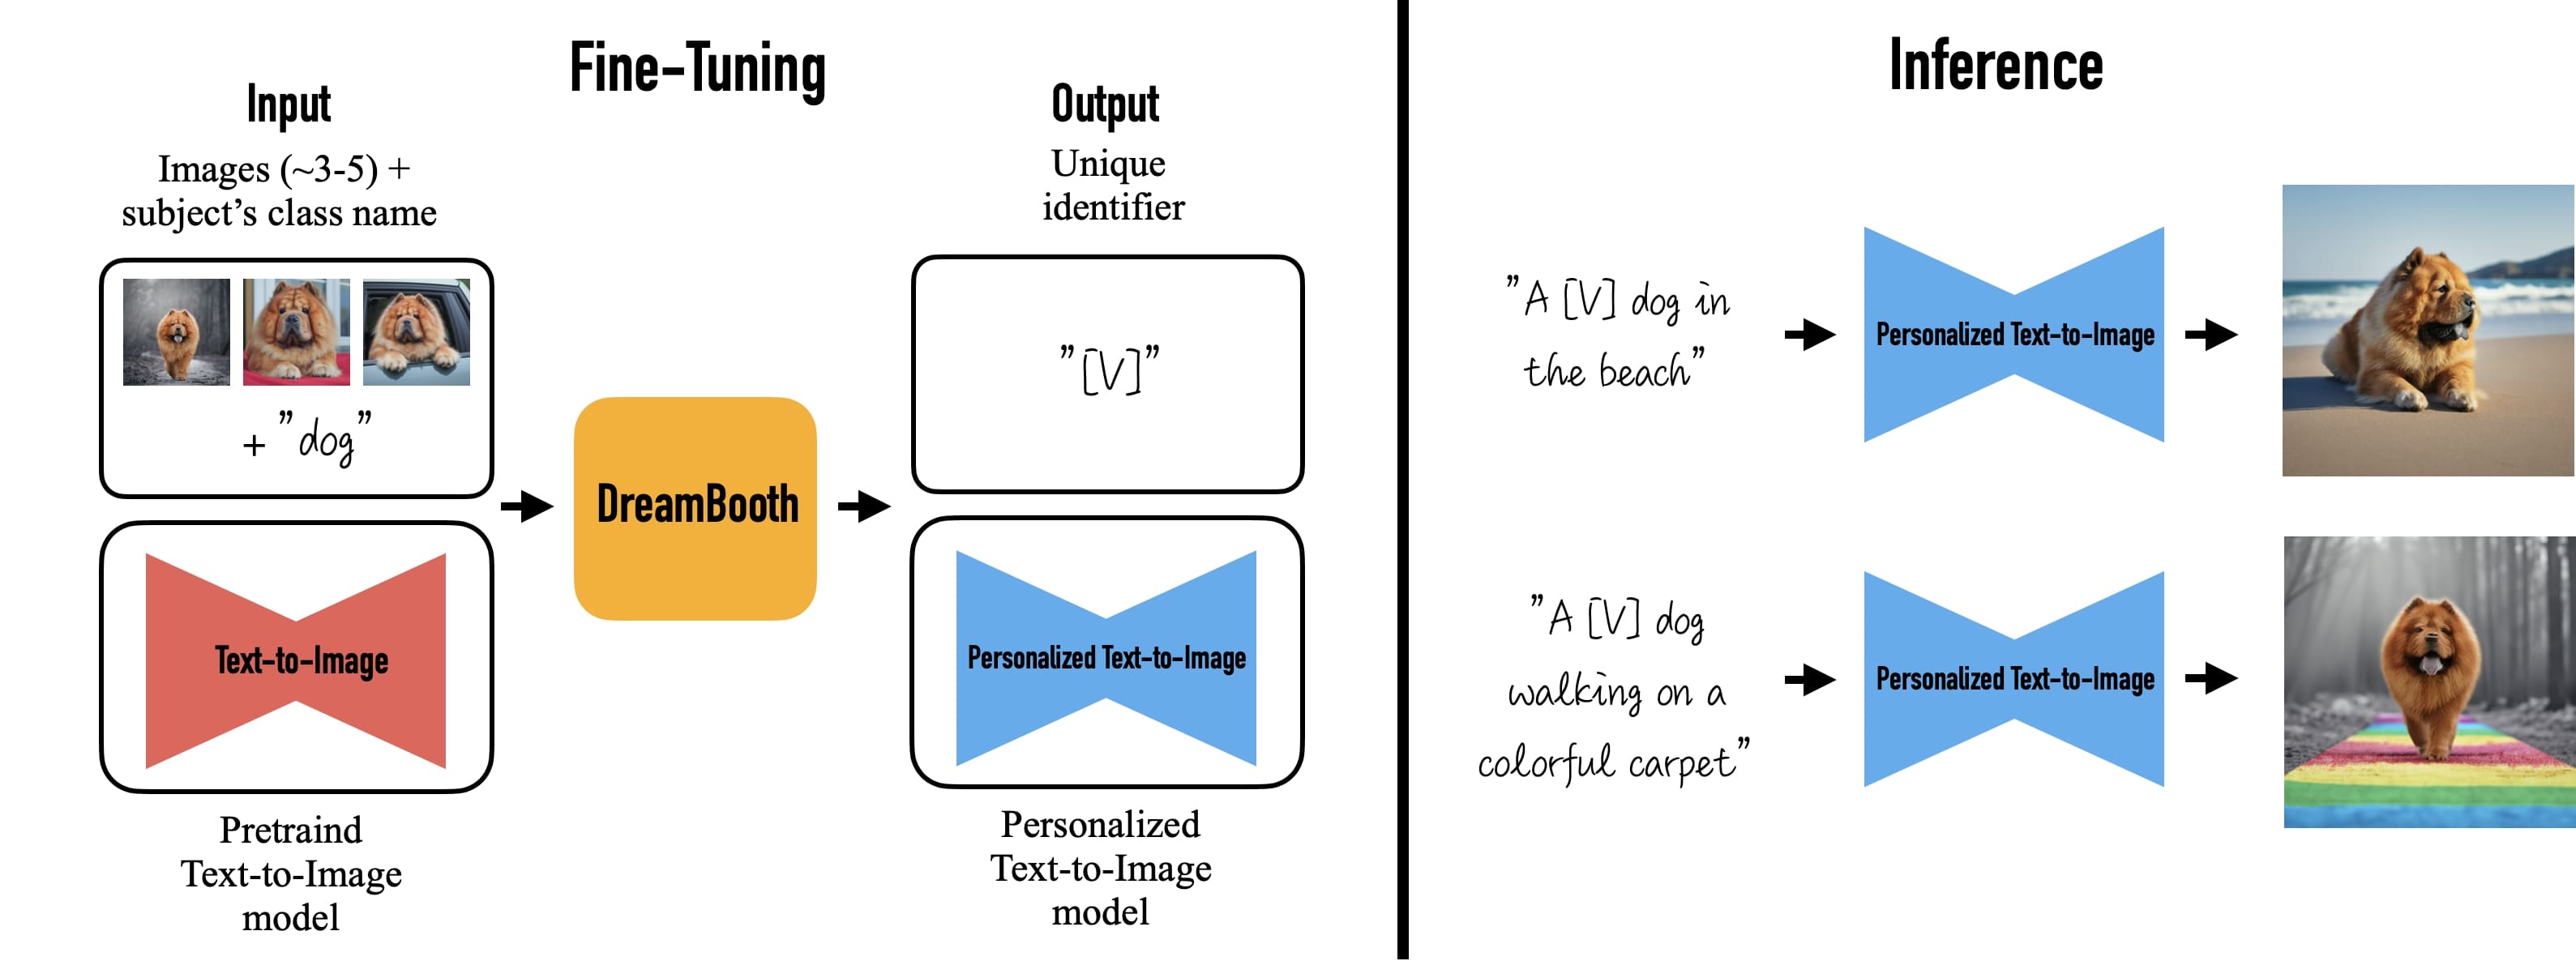 Fine-Tuning
Input
Images (~3-5) +
subject's class name
+ "dog"
Text-to-Image
Pretraind
Text-to-Image
model
DreamBooth
Output
Unique
identifier
"[V]"
Personalized Text-to-Image
Personalized
Text-to-Image
model
Inference
"A [V] dog in
the beach"
Personalized Text-to-Image
"A [V] dog
walking on a
colorful carpet"
Personalized Text-to-Image